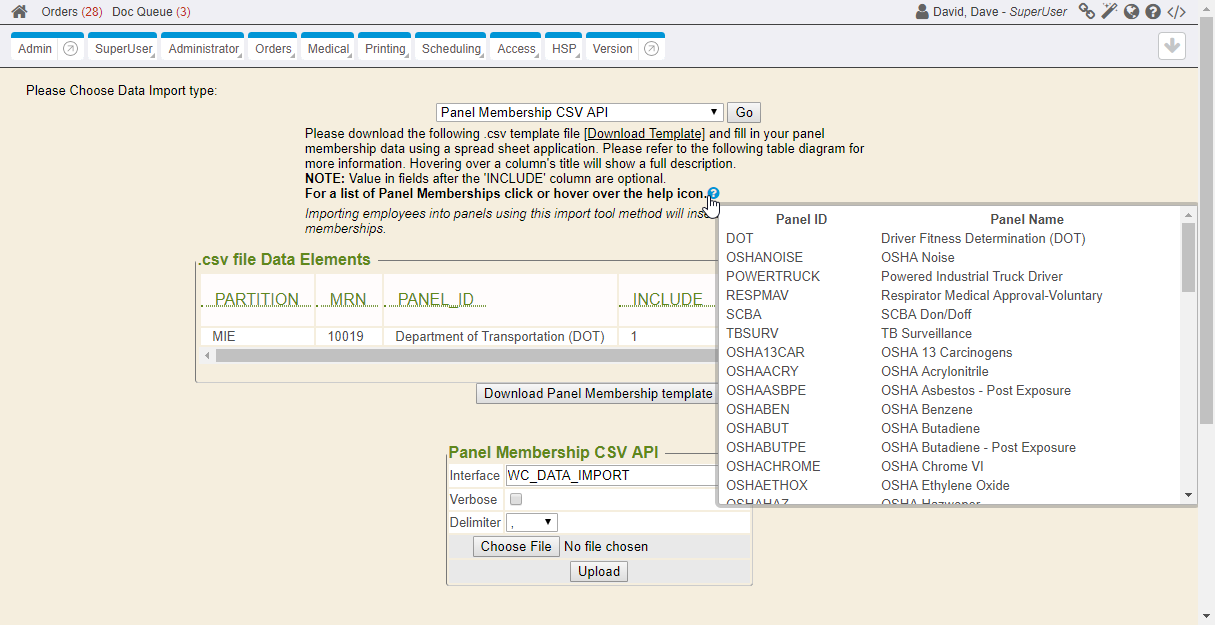 Orders (28) Doc Queue (3)
David, Dave - SuperUser
Admin SuperUser Administrator Orders Medical Printing Scheduling Access HSP Version
Please Choose Data Import type:
Panel Membership CSV API Go
Please download the following .csv template file [Download Template] and fill in your panel
membership data using a spread sheet application. Please refer to the following table diagram for
more information. Hovering over a column's title will show a full description.
NOTE: Value in fields after the 'INCLUDE' column are optional.
For a list of Panel Memberships click or hover over the help icon.
Importing employees into panels using this import tool method will
memberships.
Panel ID Panel Name
DOT Driver Fitness Determination (DOT)
OSHANOISE OSHA Noise
POWERTRUCK Powered Industrial Truck Driver
RESPMAV Respirator Medical Approval-Voluntary
SCBA SCBA Don/Doff
TBSURV TB Surveillance
OSHA13CAR OSHA 13 Carcinogens
OSHAACRY OSHA Acrylonitrile
OSHAASBPE OSHA Asbestos - Post Exposure
OSHABEN OSHA Benzene
OSHABUT OSHA Butadiene
OSHABUTPE OSHA Butadiene - Post Exposure
OSHACHROME OSHA Chrome VI
OSHAETHOX OSHA Ethylene Oxide
OSHAHAZ OSHA Hazwoper
.csv file Data Elements
PARTITION MRN PANEL_ID INCLUDE
MIE 10019 Department of Transportation (DOT) 1
Download Panel Membership template
Panel Membership CSV API
Interface WC_DATA_IMPORT
Verbose
Delimiter ,
Choose File No file chosen
Upload